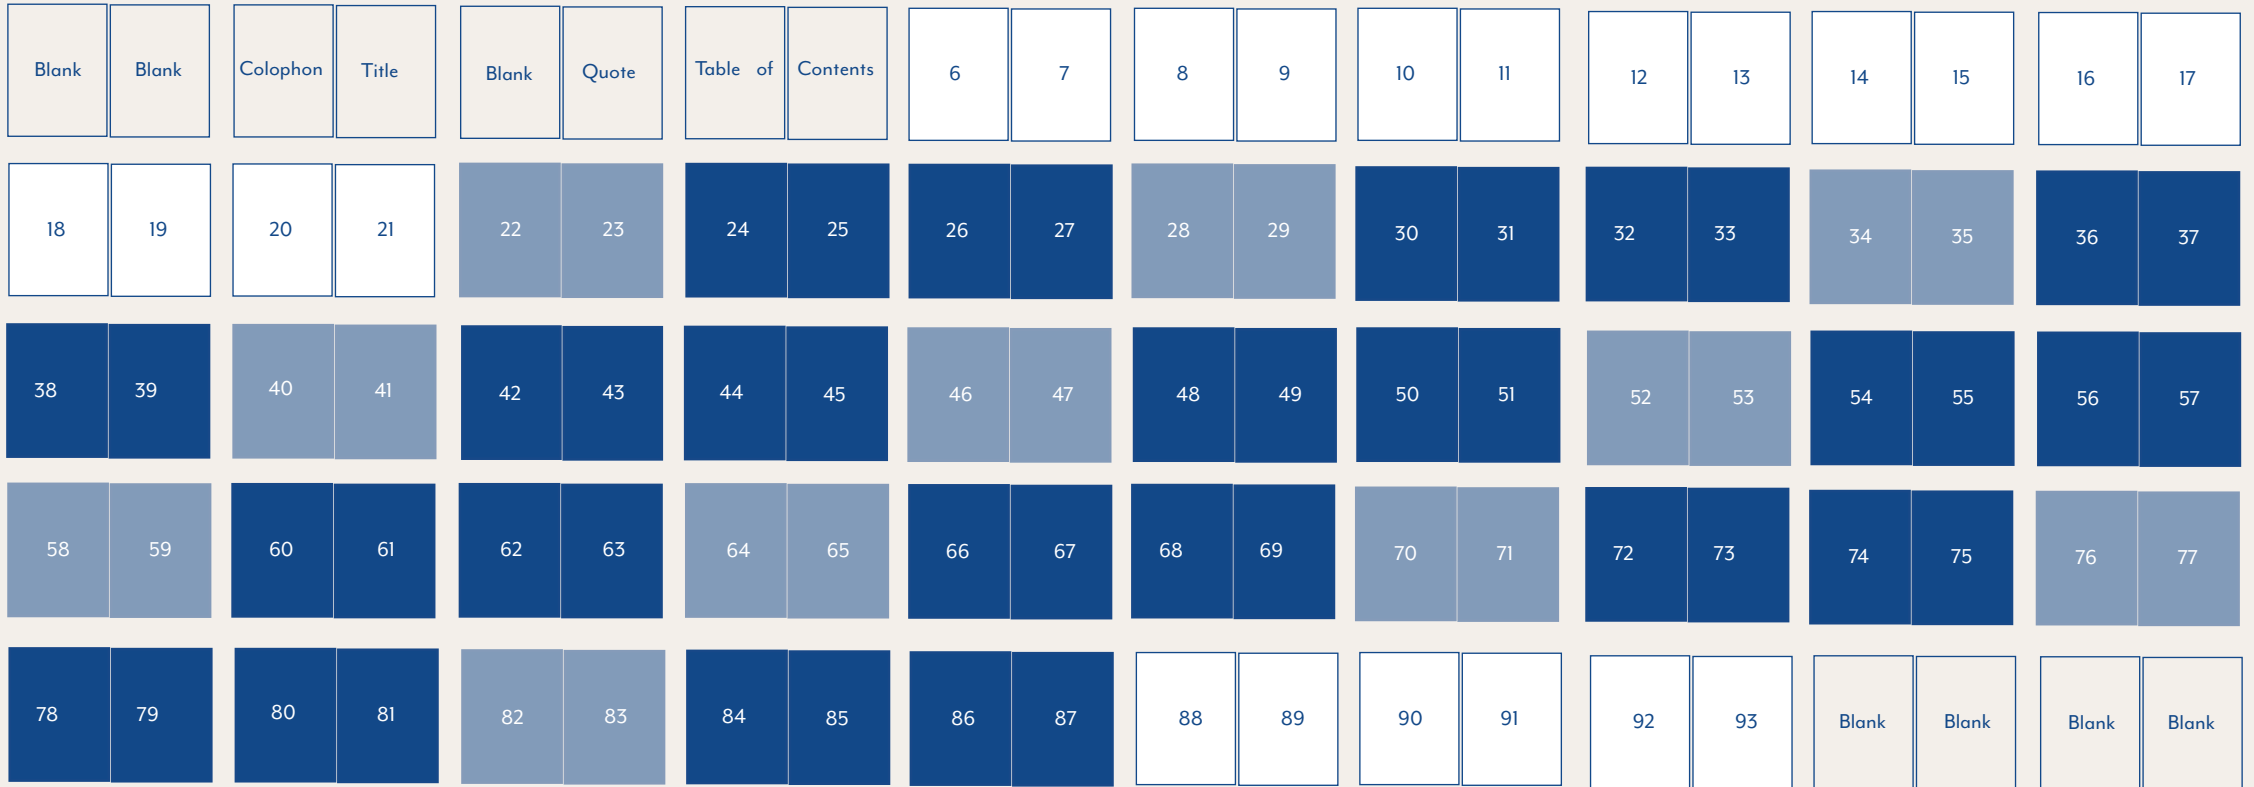 Blank Blank Colophon Title Blank Quote Table of Contents 6 7 8 9 10 11 12 13 14 15 16 17
18 19 20 21 22 23 24 25 26 27 28 29 30 31 32 33 34 35 36 37
38 39 40 41 42 43 44 45 46 47 48 49 50 51 52 53 54 55 56 57
58 59 60 61 62 63 64 65 66 67 68 69 70 71 72 73 74 75 76 77
78 79 80 81 82 83 84 85 86 87 88 89 90 91 92 93 Blank Blank Blank Blank